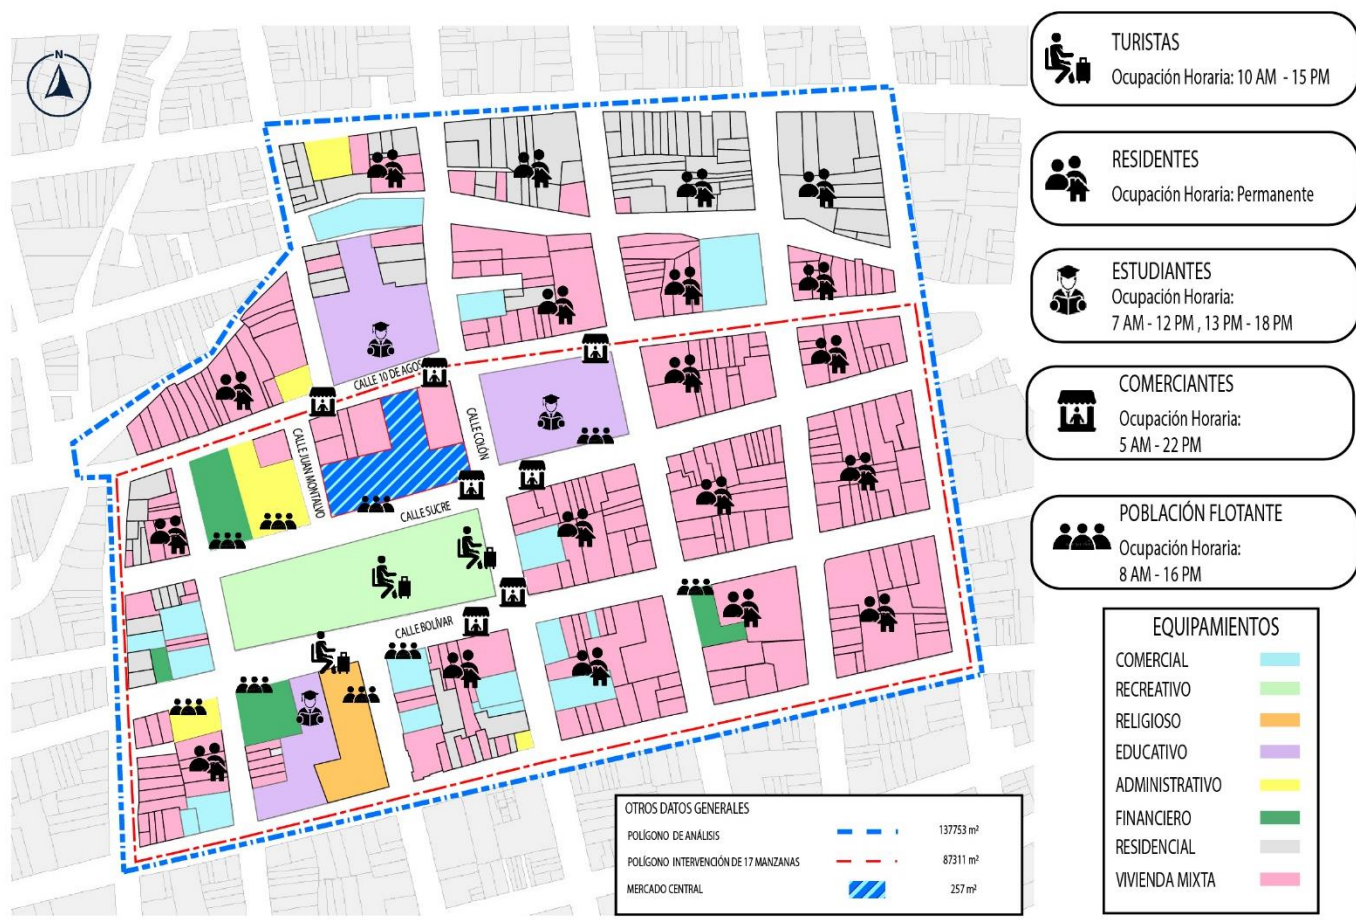 N
CALLE 10 DE AGOS
CALLE JUAN MONTALVO
CALLE COLÓN
CALLE SUCRE
CALLE BOLÍVAR
TURISTAS
Ocupación Horaria: 10 AM - 15 PM
RESIDENTES
Ocupación Horaria: Permanente
ESTUDIANTES
Ocupación Horaria:
7 AM - 12 PM , 13 PM - 18 PM
COMERCIANTES
Ocupación Horaria:
5 AM - 22 PM
POBLACIÓN FLOTANTE
Ocupación Horaria:
8 AM - 16 PM
EQUIPAMIENTOS
COMERCIAL
RECREATIVO
RELIGIOSO
EDUCATIVO
ADMINISTRATIVO
FINANCIERO
RESIDENCIAL
VIVIENDA MIXTA
OTROS DATOS GENERALES
POLÍGONO DE ANÁLISIS 137753 m²
POLÍGONO INTERVENCIÓN DE 17 MANZANAS 87311 m²
MERCADO CENTRAL 257 m²